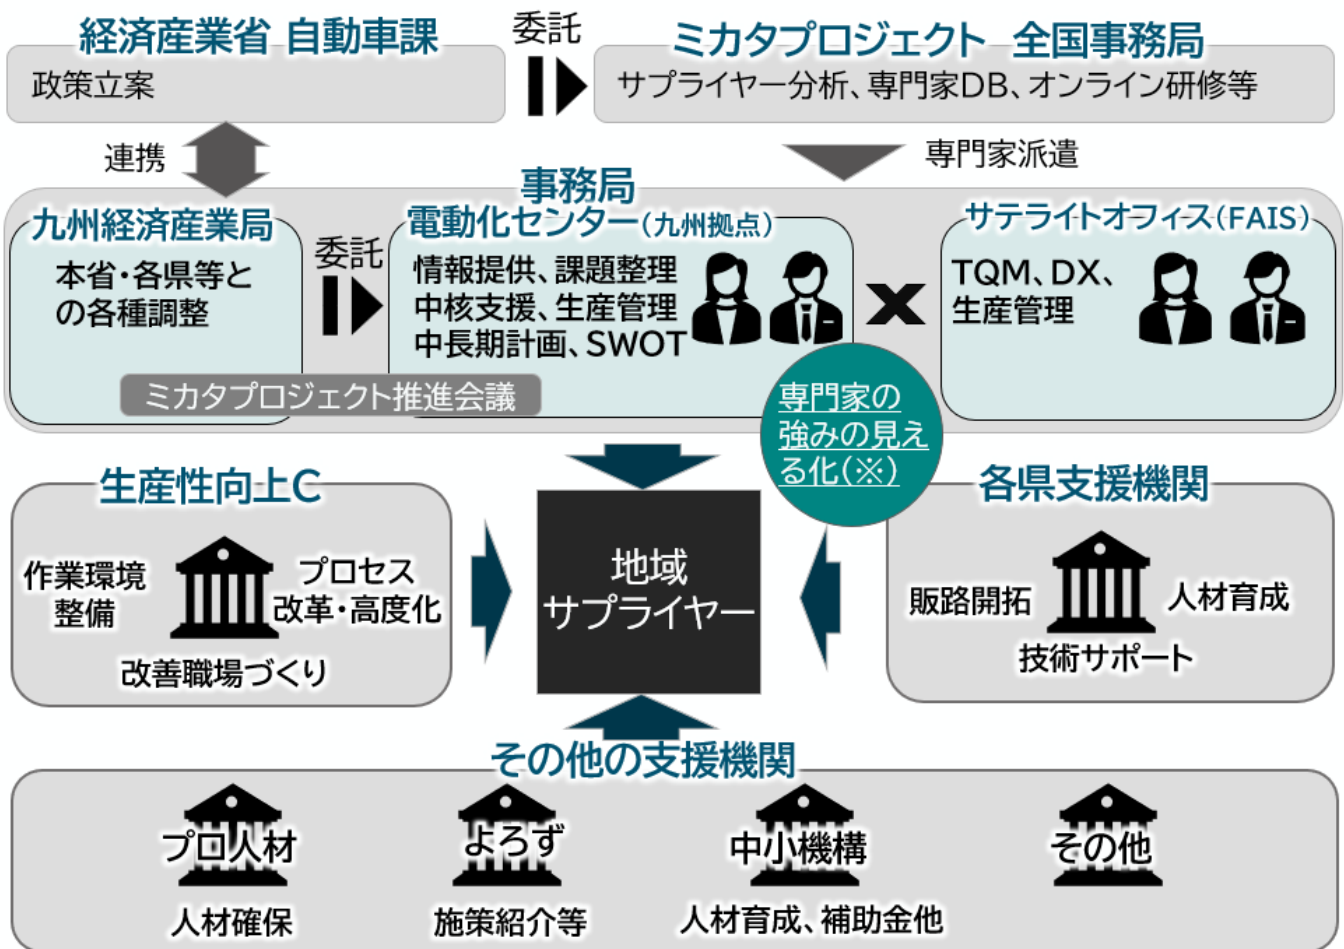 経済産業省 自動車課
政策立案
委託
ミカタプロジェクト 全国事務局
サプライヤー分析、専門家DB、オンライン研修等
連携
専門家派遣
事務局
九州経済産業局
本省・各県等と
の各種調整
委託
電動化センター(九州拠点)
情報提供、課題整理
中核支援、生産管理
中長期計画、SWOT
サテライトオフィス(FAIS)
TQM、DX、
生産管理
ミカタプロジェクト推進会議
専門家の
強みの見え
る化(※)
生産性向上C
作業環境
整備
プロセス
改革・高度化
改善職場づくり
地域
サプライヤー
各県支援機関
販路開拓
人材育成
技術サポート
その他の支援機関
プロ人材
人材確保
よろず
施策紹介等
中小機構
人材育成、補助金他
その他